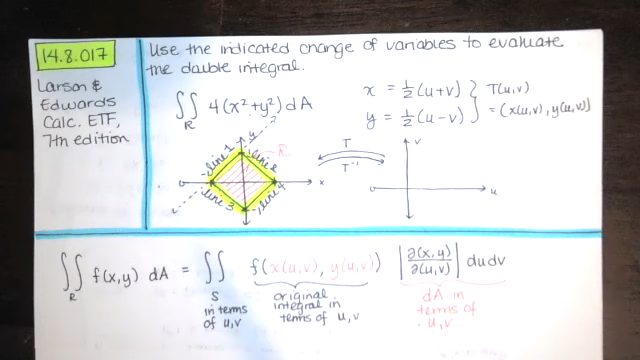 14.8.017
Larson &
Edwards
Calc. ETF,
7th edition
Use the indicated change of variables to evaluate
the double integral.
∬ 4(x²+y²) dA
R
x = ½(u+v)
y = ½(u-v)
T(u,v)
= (x(u,v), y(u,v))
y
line 1
line 2
R
line 3
line 4
x
T
T⁻¹
v
u
∬ f(x,y) dA = ∬ f(x(u,v), y(u,v)) |∂(x,y)/∂(u,v)| du dv
R
S
in terms
of u,v
original
integral in
terms of u,v
dA in
terms of
u,v